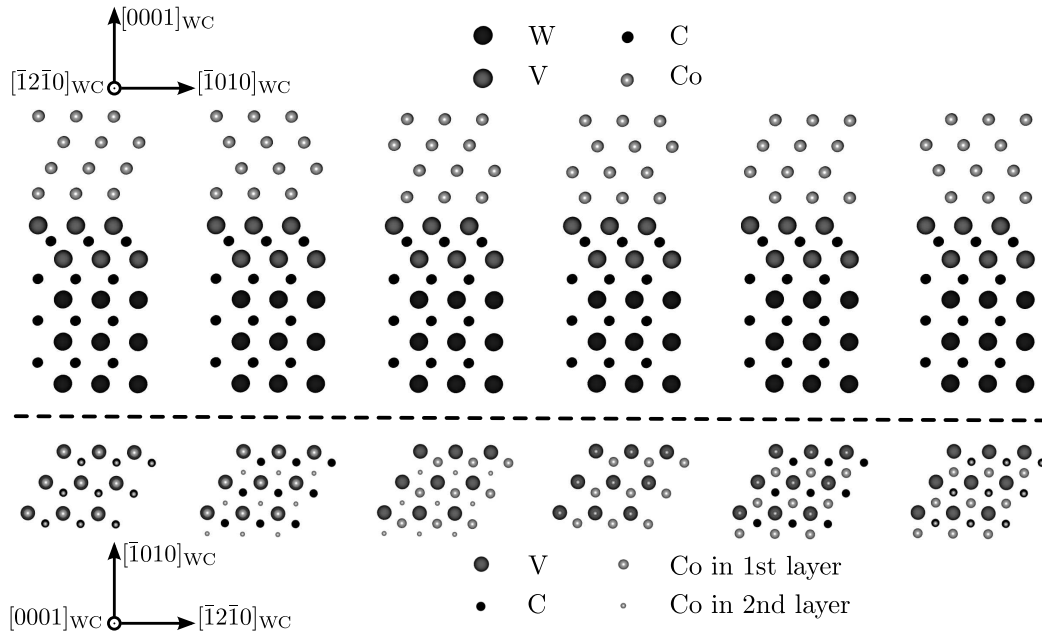 [0001]WC
W
C
[1̄21̄0]WC
[1̄010]WC
V
Co
[1̄010]WC
V
Co in 1st layer
[0001]WC
[1̄21̄0]WC
C
Co in 2nd layer